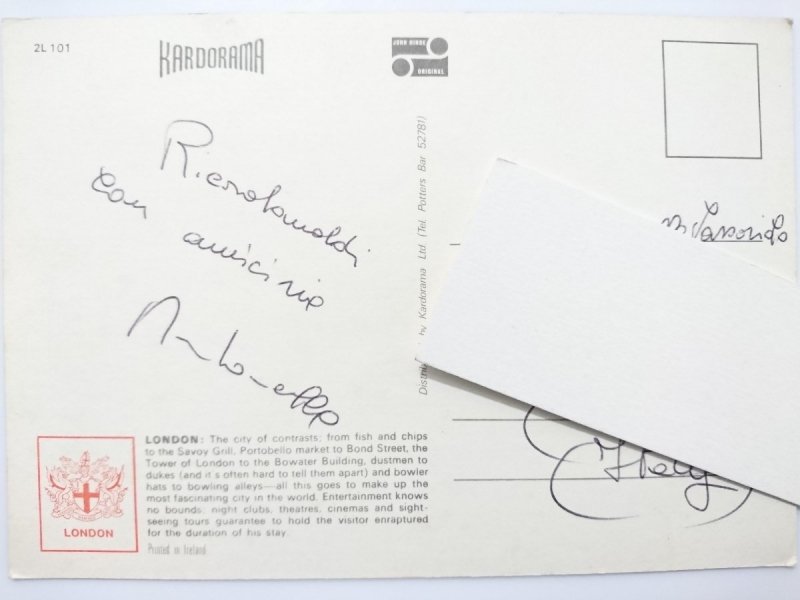 2L 101
KARDORAMA
JOHN HINDE
ORIGINAL
Ricordandoti
con amicizia
Antonella
Distrib by Kardorama Ltd. (Tel. Potters Bar 52781)
Italy
LONDON: The city of contrasts; from fish and chips
to the Savoy Grill, Portobello market to Bond Street, the
Tower of London to the Bowater Building, dustmen to
dukes (and it's often hard to tell them apart) and bowler
hats to bowling alleys—all this goes to make up the
most fascinating city in the world. Entertainment knows
no bounds; night clubs, theatres, cinemas and sight-
seeing tours guarantee to hold the visitor enraptured
for the duration of his stay.
LONDON
Printed in Ireland